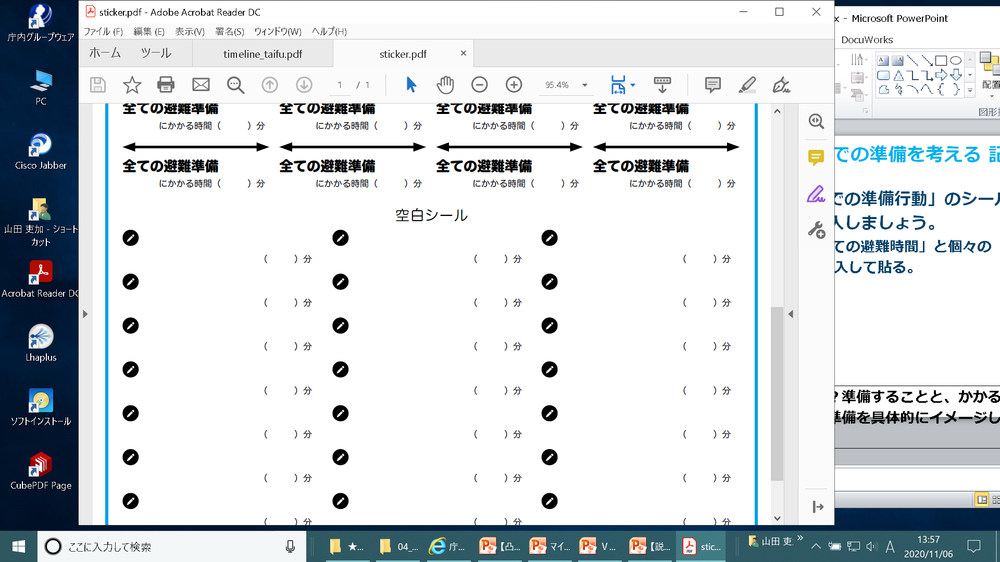 sticker.pdf - Adobe Acrobat Reader DC
ファイル (F) 編集 (E) 表示(V) 署名(S) ウィンドウ(W) ヘルプ(H)
ホーム ツール timeline_taifu.pdf sticker.pdf ×
1 / 1 95.4%
全ての避難準備 全ての避難準備 全ての避難準備 全ての避難準備
にかかる時間（ ）分 にかかる時間（ ）分 にかかる時間（ ）分 にかかる時間（ ）分
全ての避難準備 全ての避難準備 全ての避難準備 全ての避難準備
にかかる時間（ ）分 にかかる時間（ ）分 にかかる時間（ ）分 にかかる時間（ ）分
空白シール
（ ）分 （ ）分 （ ）分
（ ）分 （ ）分 （ ）分
（ ）分 （ ）分 （ ）分
（ ）分 （ ）分 （ ）分
（ ）分 （ ）分 （ ）分
（ ）分 （ ）分 （ ）分
（ ）分 （ ）分 （ ）分
x - Microsoft PowerPoint
DocuWorks
配置
図形
での準備を考える 記
での準備行動」のシール
入しましょう。
ての避難時間」と個々の
入して貼る。
？準備することと、かかる
準備を具体的にイメージし
庁内グループウェア
PC
Cisco Jabber
山田 吏加 - ショート
カット
Acrobat Reader DC
Lhaplus
ソフトインストール
CubePDF Page
ここに入力して検索
★... 04_... 庁... 【凸... マイ... V ... 【説... stic...
山田 吏 » A
13:57
2020/11/06